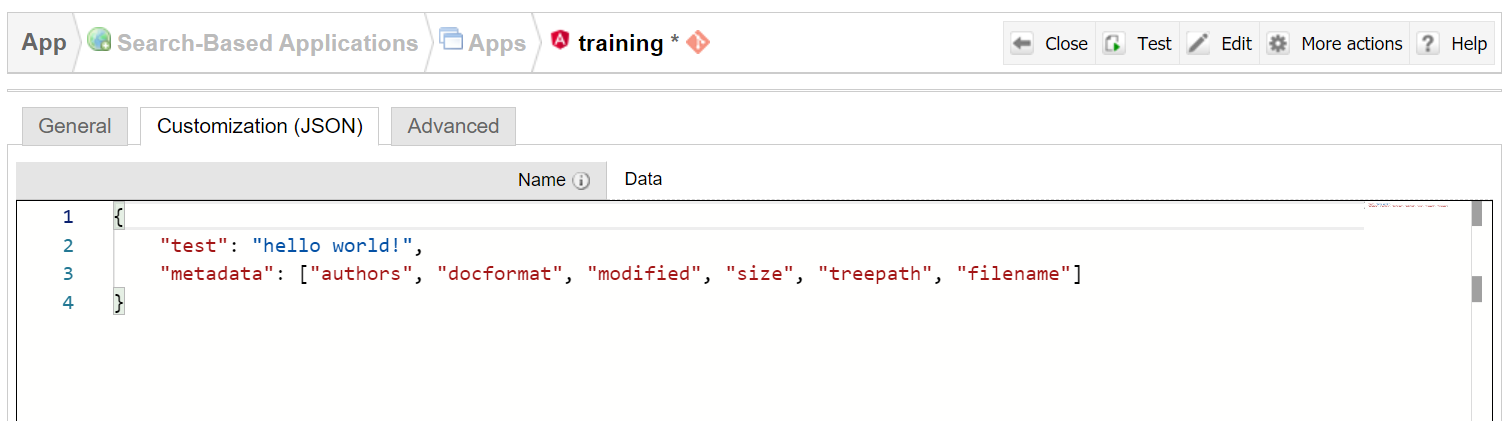 App Search-Based Applications Apps training * Close Test Edit More actions ? Help
General Customization (JSON) Advanced
Name Data
1 {
2 "test": "hello world!",
3 "metadata": ["authors", "docformat", "modified", "size", "treepath", "filename"]
4 }